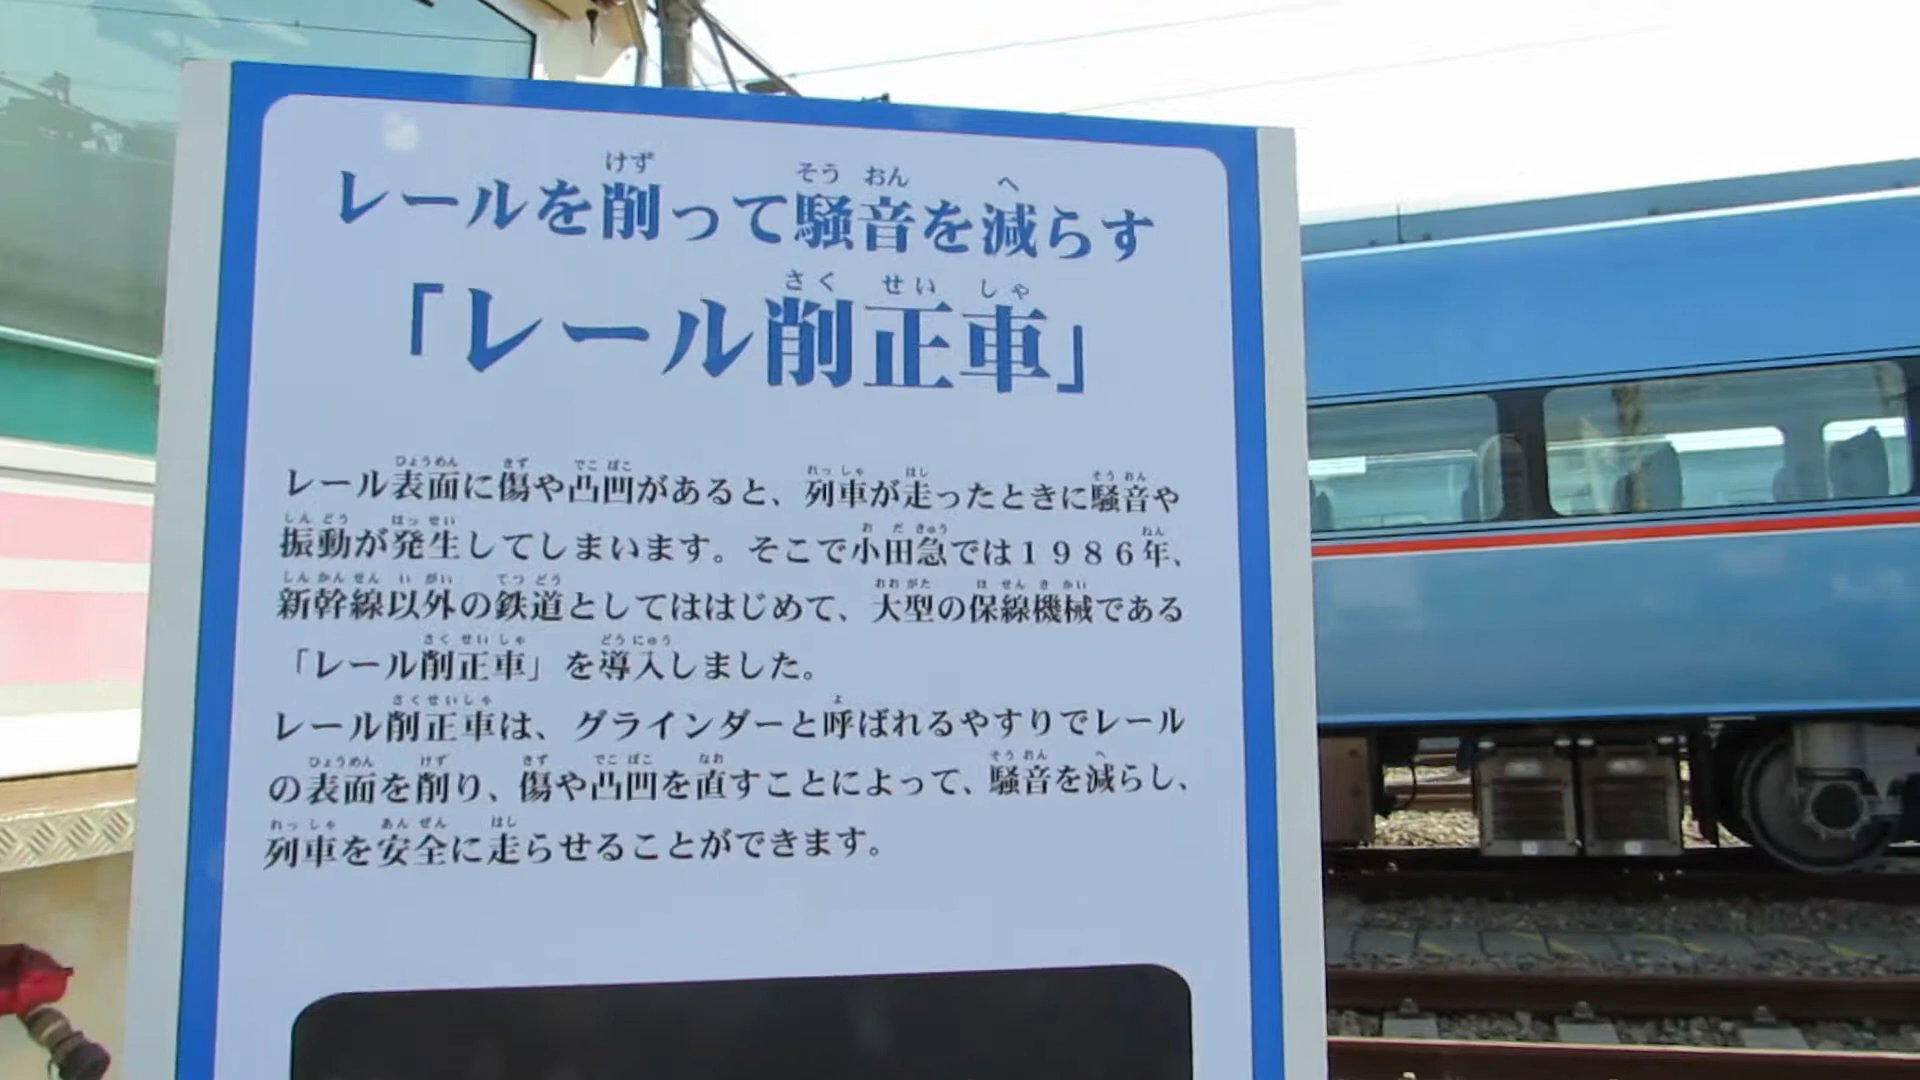 レールを削って騒音を減らす
「レール削正車」
レール表面に傷や凸凹があると、列車が走ったときに騒音や
振動が発生してしまいます。そこで小田急では1986年、
新幹線以外の鉄道としてははじめて、大型の保線機械である
「レール削正車」を導入しました。
レール削正車は、グラインダーと呼ばれるやすりでレール
の表面を削り、傷や凸凹を直すことによって、騒音を減らし、
列車を安全に走らせることができます。